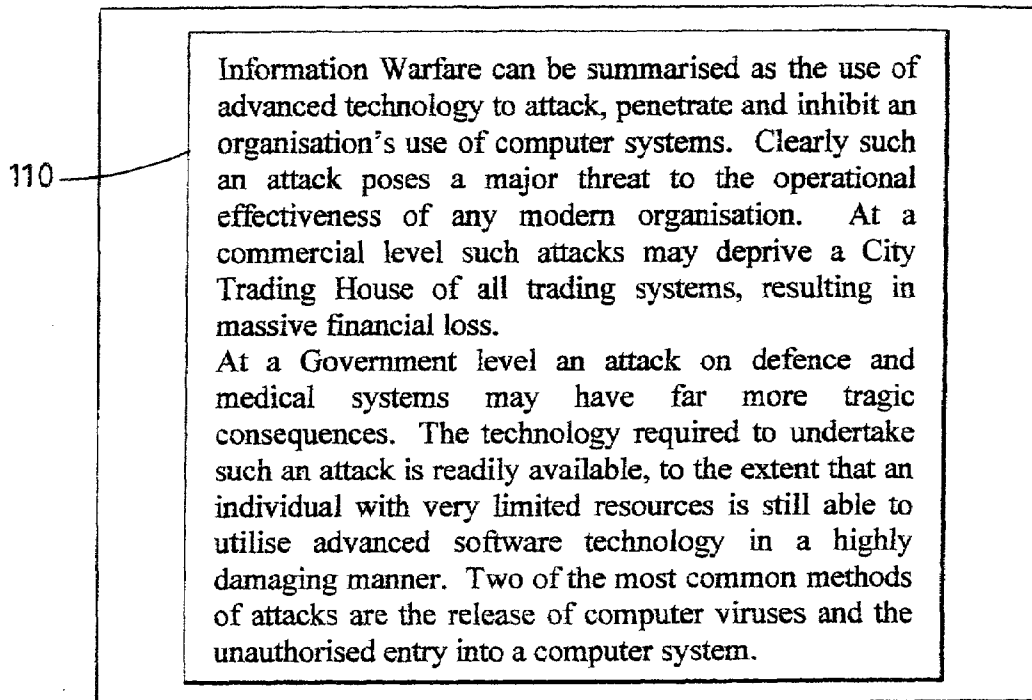 Information Warfare can be summarised as the use of
advanced technology to attack, penetrate and inhibit an
organisation's use of computer systems. Clearly such
110
an attack poses a major threat to the operational
effectiveness of any modern organisation. At a
commercial level such attacks may deprive a City
Trading House of all trading systems, resulting in
massive financial loss.
At a Government level an attack on defence and
medical systems may have far more tragic
consequences. The technology required to undertake
such an attack is readily available, to the extent that an
individual with very limited resources is still able to
utilise advanced software technology in a highly
damaging manner. Two of the most common methods
of attacks are the release of computer viruses and the
unauthorised entry into a computer system.